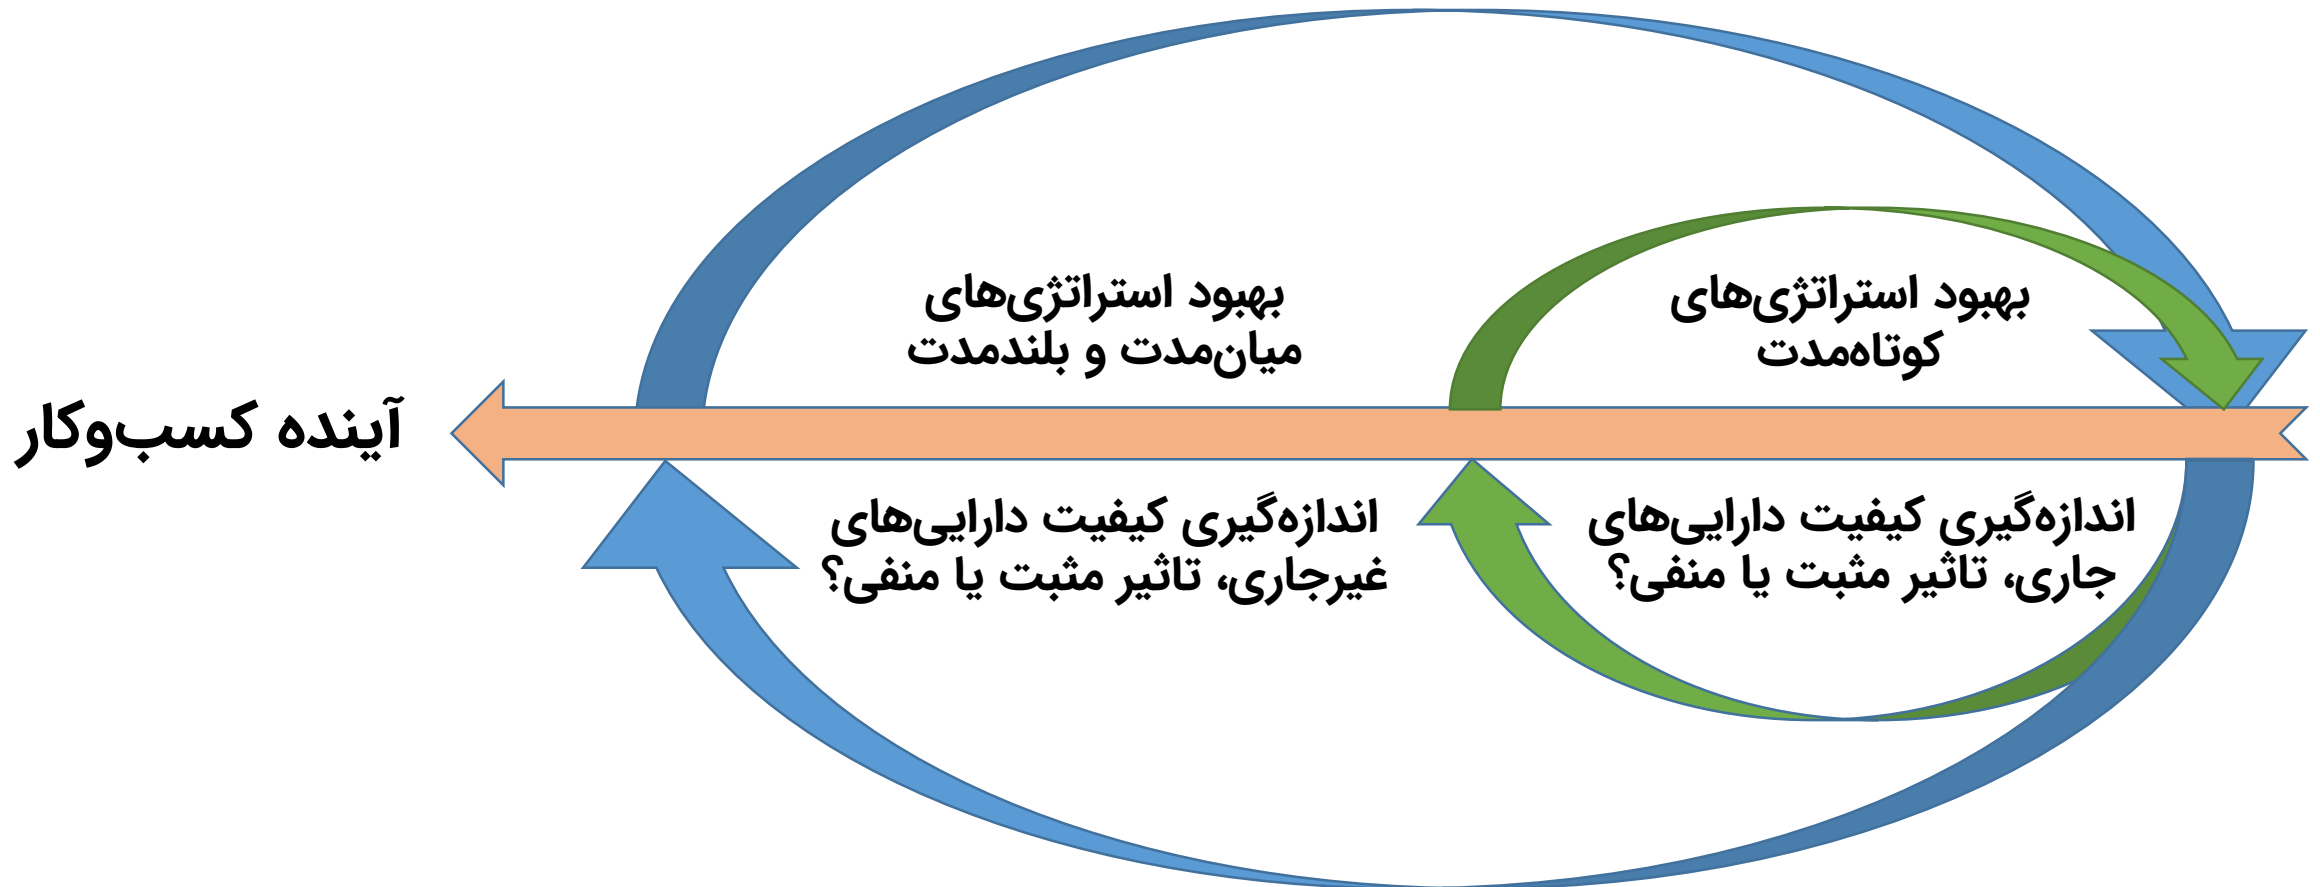 بهبود استراتژی‌های
کوتاه‌مدت
بهبود استراتژی‌های
میان‌مدت و بلندمدت
آینده کسب‌وکار
اندازه‌گیری کیفیت دارایی‌های
جاری، تاثیر مثبت یا منفی؟
اندازه‌گیری کیفیت دارایی‌های
غیرجاری، تاثیر مثبت یا منفی؟